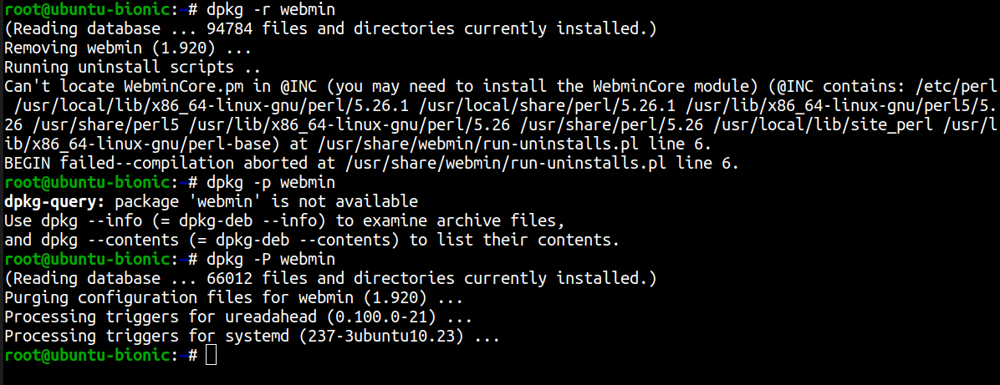 root@ubuntu-bionic:~# dpkg -r webmin
(Reading database ... 94784 files and directories currently installed.)
Removing webmin (1.920) ...
Running uninstall scripts ..
Can't locate WebminCore.pm in @INC (you may need to install the WebminCore module) (@INC contains: /etc/perl
 /usr/local/lib/x86_64-linux-gnu/perl/5.26.1 /usr/local/share/perl/5.26.1 /usr/lib/x86_64-linux-gnu/perl5/5.
26 /usr/share/perl5 /usr/lib/x86_64-linux-gnu/perl/5.26 /usr/share/perl/5.26 /usr/local/lib/site_perl /usr/l
ib/x86_64-linux-gnu/perl-base) at /usr/share/webmin/run-uninstalls.pl line 6.
BEGIN failed--compilation aborted at /usr/share/webmin/run-uninstalls.pl line 6.
root@ubuntu-bionic:~# dpkg -p webmin
dpkg-query: package 'webmin' is not available
Use dpkg --info (= dpkg-deb --info) to examine archive files,
and dpkg --contents (= dpkg-deb --contents) to list their contents.
root@ubuntu-bionic:~# dpkg -P webmin
(Reading database ... 66012 files and directories currently installed.)
Purging configuration files for webmin (1.920) ...
Processing triggers for ureadahead (0.100.0-21) ...
Processing triggers for systemd (237-3ubuntu10.23) ...
root@ubuntu-bionic:~#